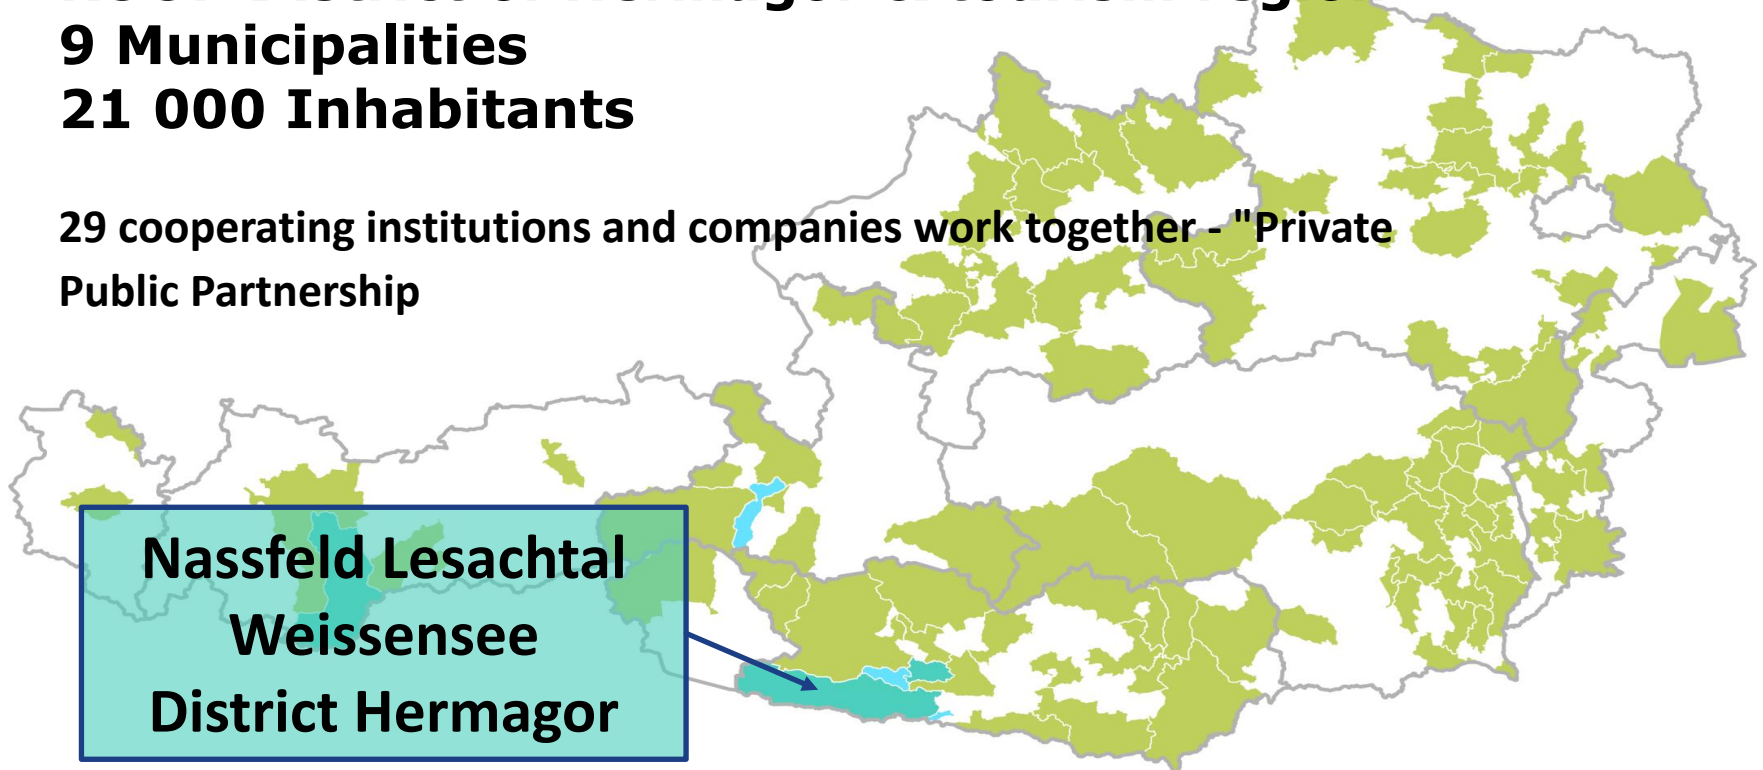 9 Municipalities
21 000 Inhabitants
29 cooperating institutions and companies work together - "Private
Public Partnership
Nassfeld Lesachtal
Weissensee
District Hermagor